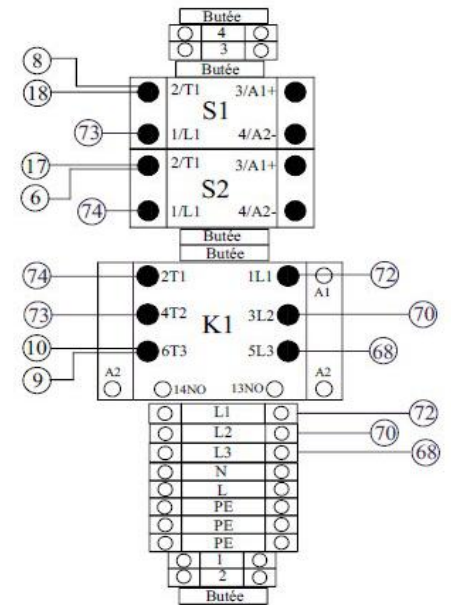 Butée
4
3
Butée
8
18
2/T1 3/A1+
S1
73
1/L1 4/A2-
17
2/T1 3/A1+
6
S2
74
1/L1 4/A2-
Butée
Butée
74 2T1 1L1 72
A1
73 4T2 K1 3L2 70
10 6T3 5L3 68
9
A2 14NO 13NO A2
L1 72
L2 70
L3 68
N
L
PE
PE
PE
1
2
Butée